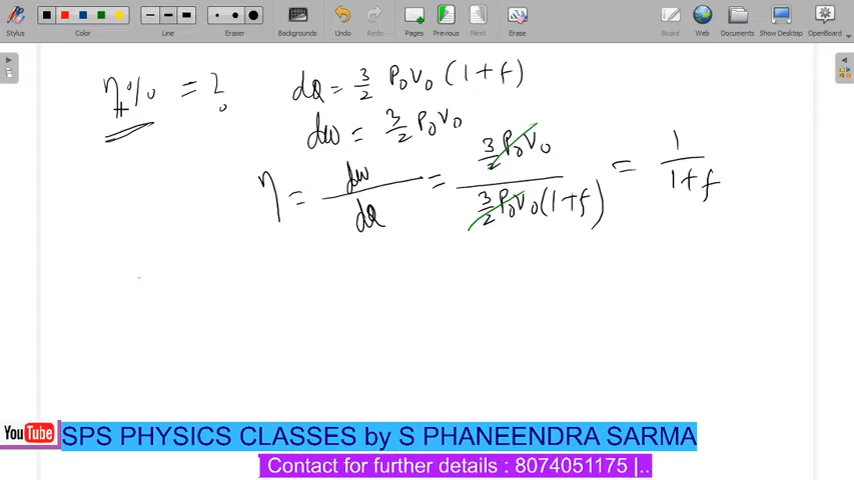 Stylus Color Line Eraser Backgrounds Undo Redo Pages Previous Next Erase Board Web Documents Show Desktop OpenBoard
η% = ? dQ = 3/2 P₀V₀ (1+f)
dW = 3/2 P₀V₀
η = dW/dQ = 3/2 P₀V₀ / 3/2 P₀V₀(1+f) = 1/1+f
YouTube SPS PHYSICS CLASSES by S PHANEENDRA SARMA
Contact for further details : 8074051175 |..